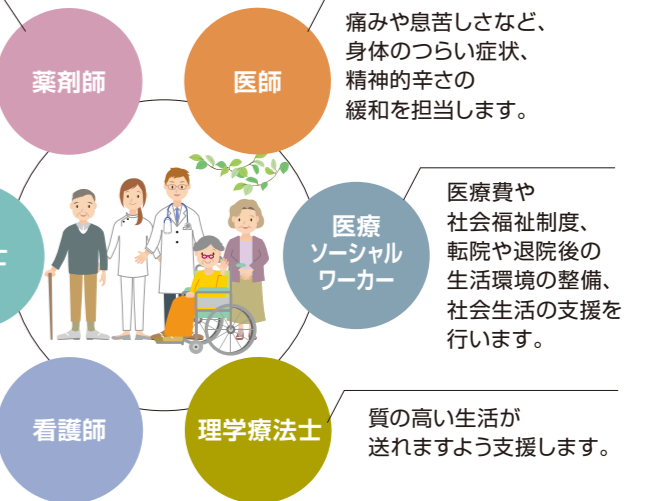 痛みや息苦しさなど、
身体のつらい症状、
精神的辛さの
緩和を担当します。
薬剤師
医師
医療
ソーシャル
ワーカー
医療費や
社会福祉制度、
転院や退院後の
生活環境の整備、
社会生活の支援を
行います。
士
看護師
理学療法士
質の高い生活が
送れますよう支援します。